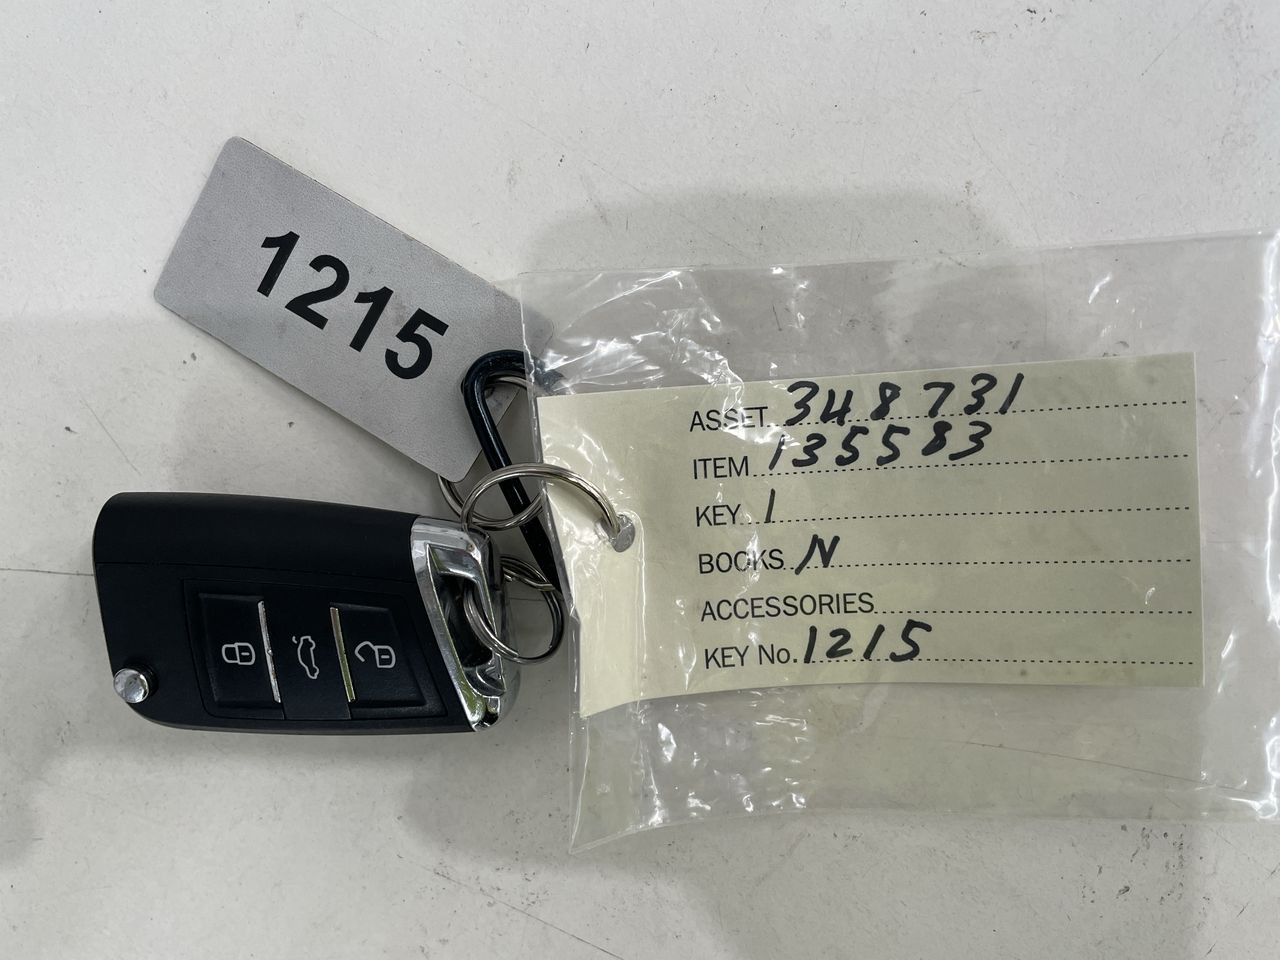 1215
ASSET 348731
ITEM 135583
KEY 1
BOOKS N
ACCESSORIES
KEY No. 1215